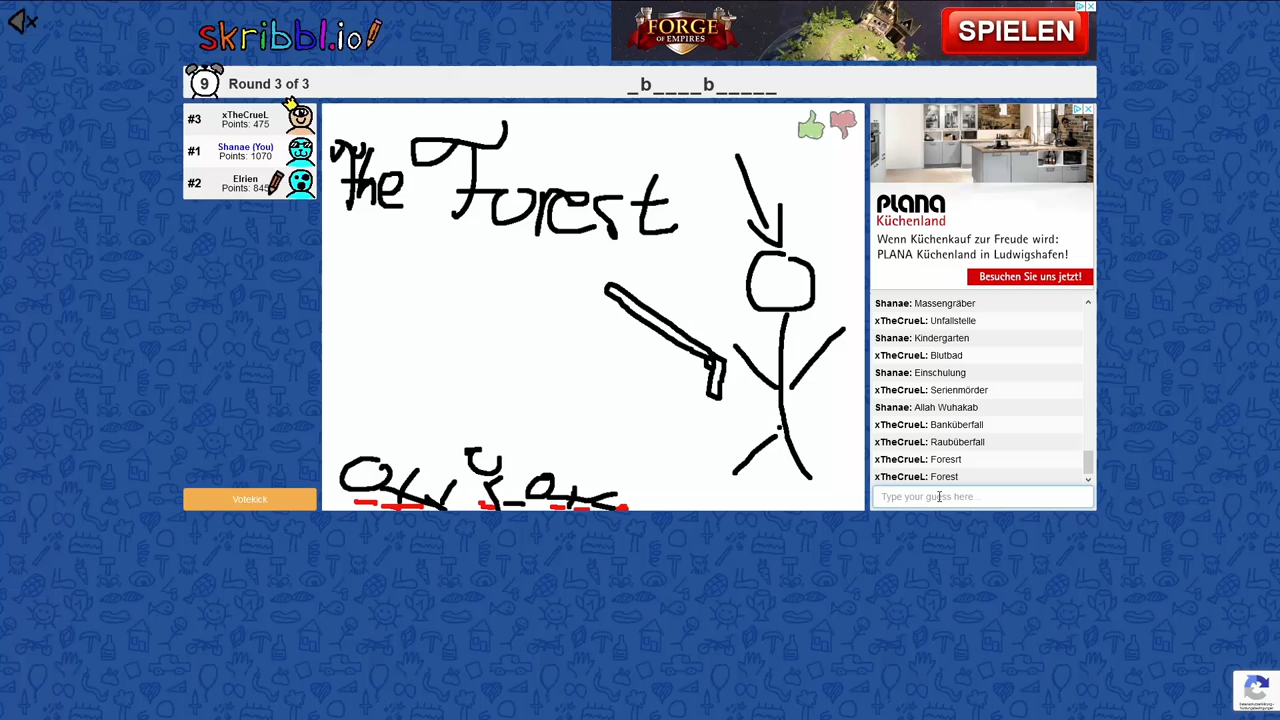 skribbl.io
FORGE
OF EMPIRES
SPIELEN
9
Round 3 of 3
_b____b_____
#3
xTheCrueL
Points: 475
#1
Shanae (You)
Points: 1070
#2
Elrien
Points: 845
Votekick
The Forest
PLANA
Küchenland
Wenn Küchenkauf zur Freude wird:
PLANA Küchenland in Ludwigshafen!
Besuchen Sie uns jetzt!
Shanae: Massengräber
xTheCrueL: Unfallstelle
Shanae: Kindergarten
xTheCrueL: Blutbad
Shanae: Einschulung
xTheCrueL: Serienmörder
Shanae: Allah Wuhakab
xTheCrueL: Banküberfall
xTheCrueL: Raubüberfall
xTheCrueL: Foresrt
xTheCrueL: Forest
Type your guess here...